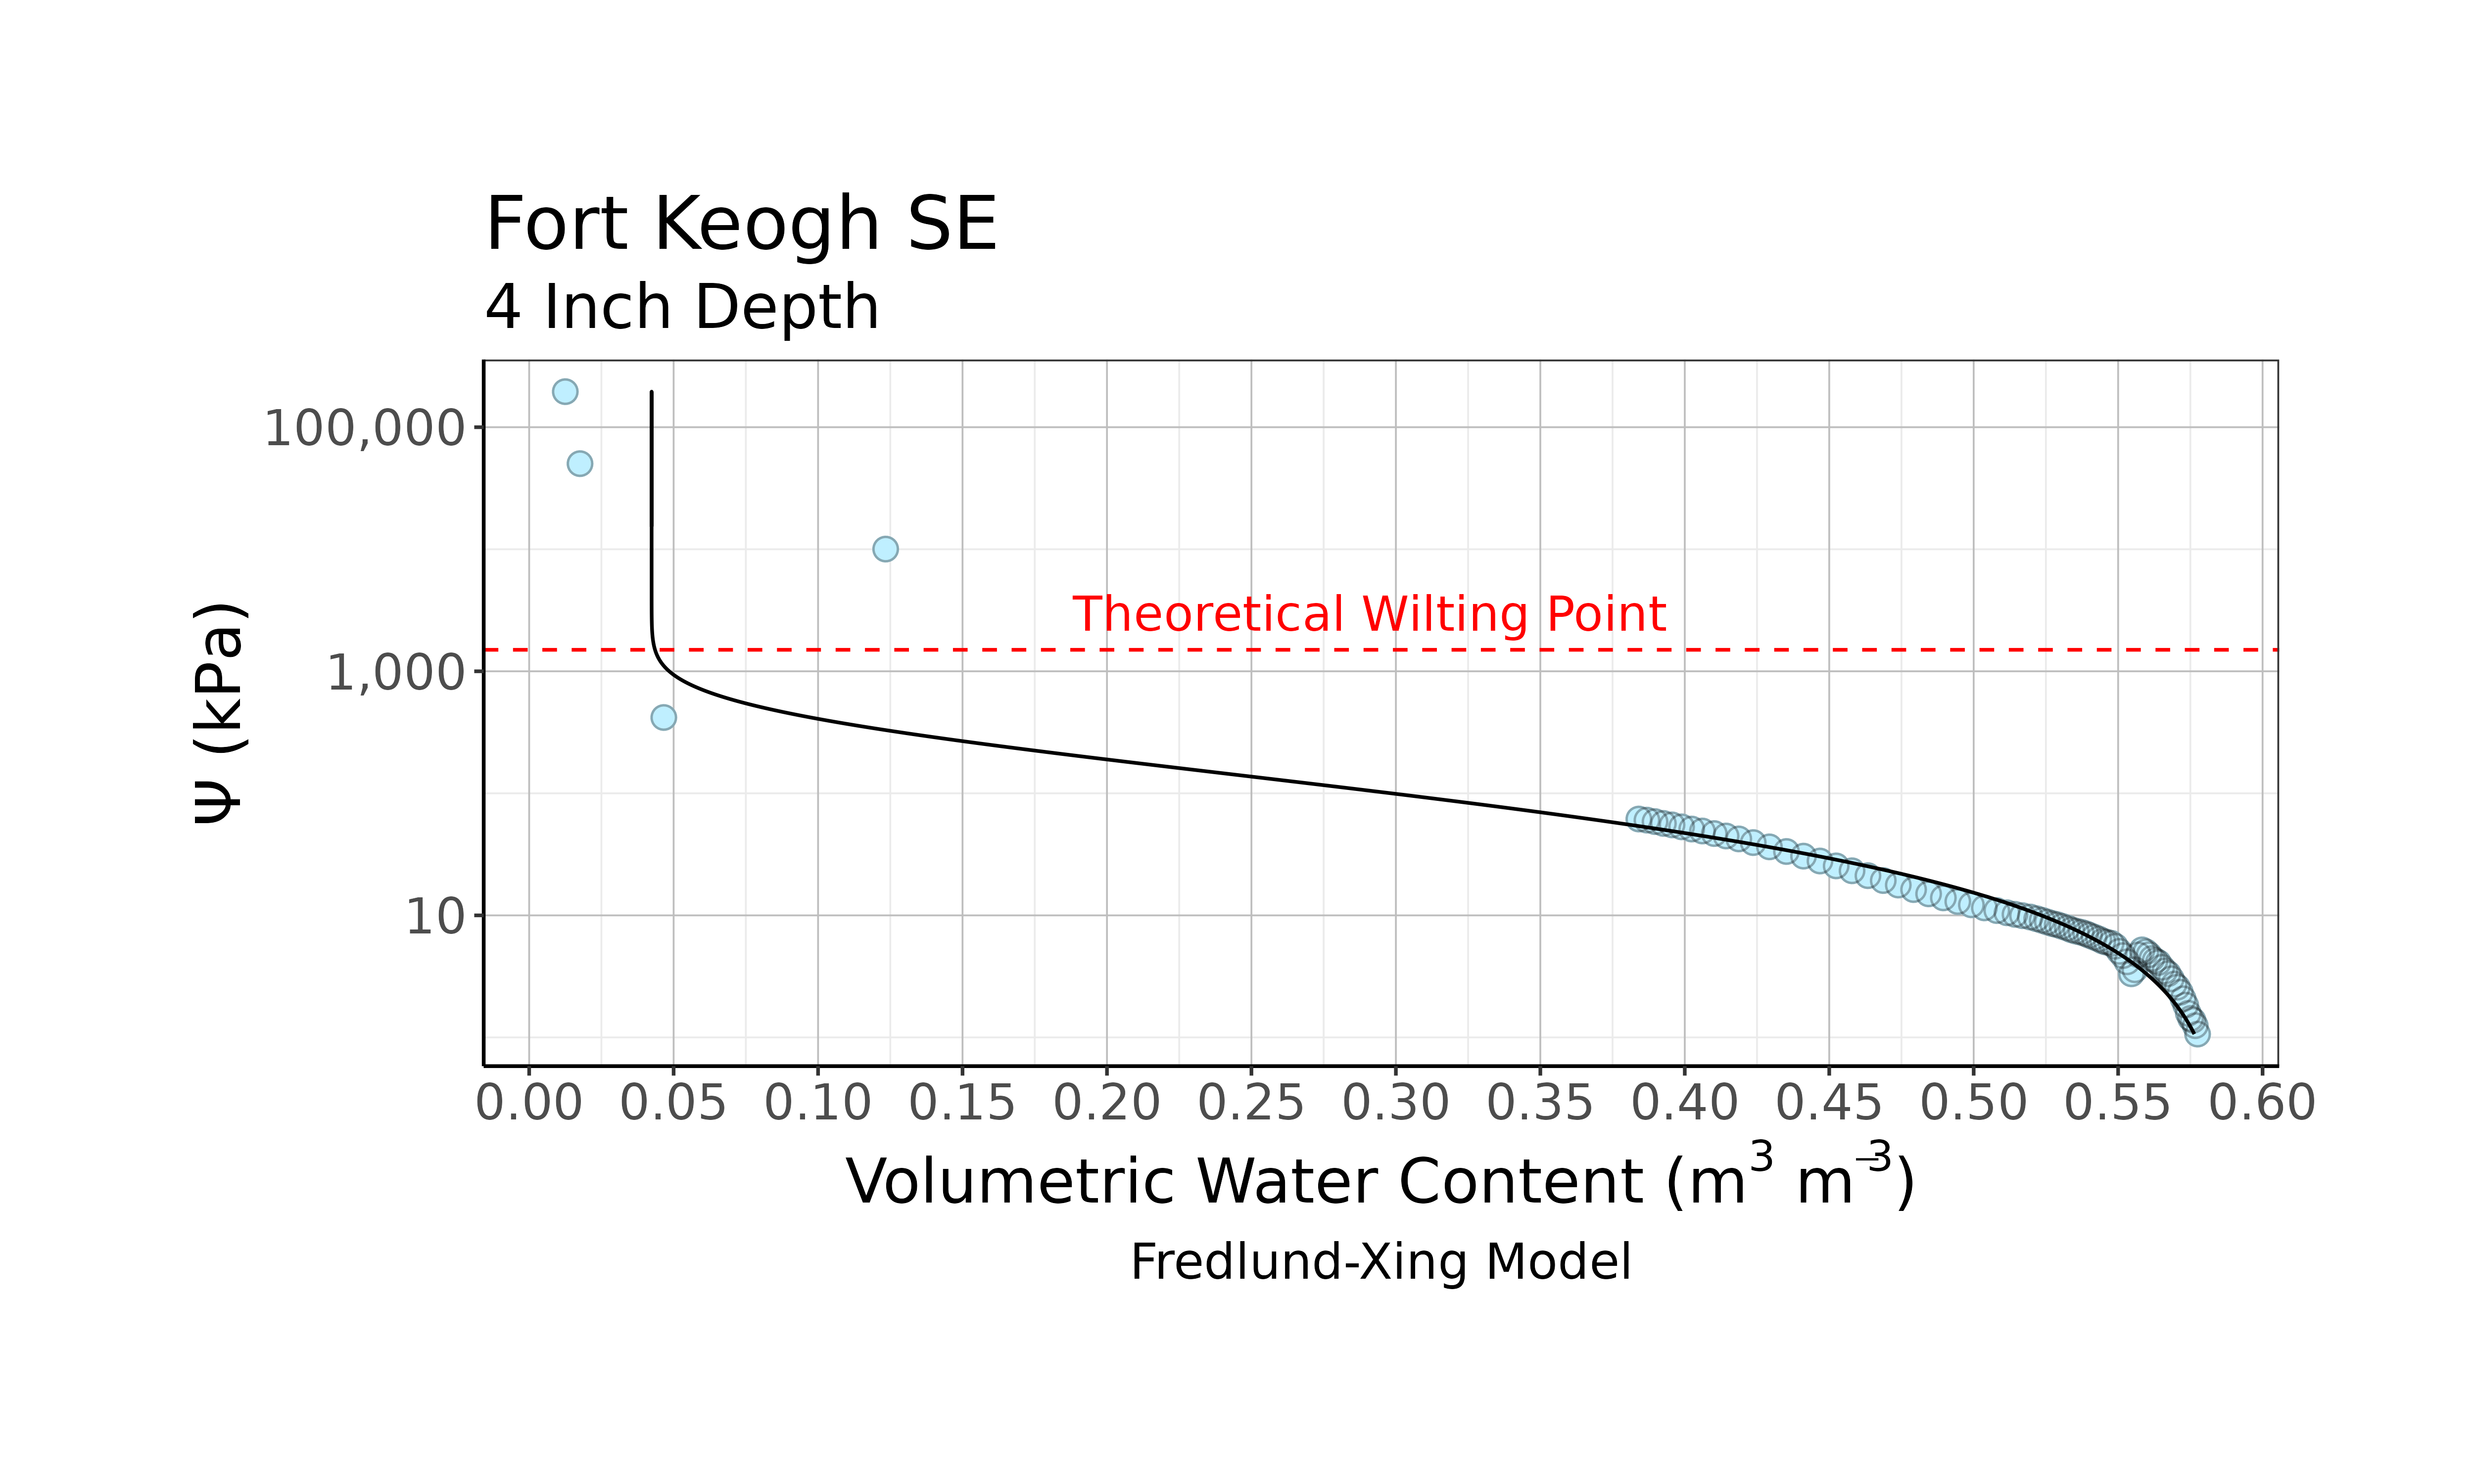 Fort Keogh SE
4 Inch Depth
Ψ (kPa)
100,000
1,000
10
Theoretical Wilting Point
0.00 0.05 0.10 0.15 0.20 0.25 0.30 0.35 0.40 0.45 0.50 0.55 0.60
Volumetric Water Content (m³ m⁻³)
Fredlund-Xing Model